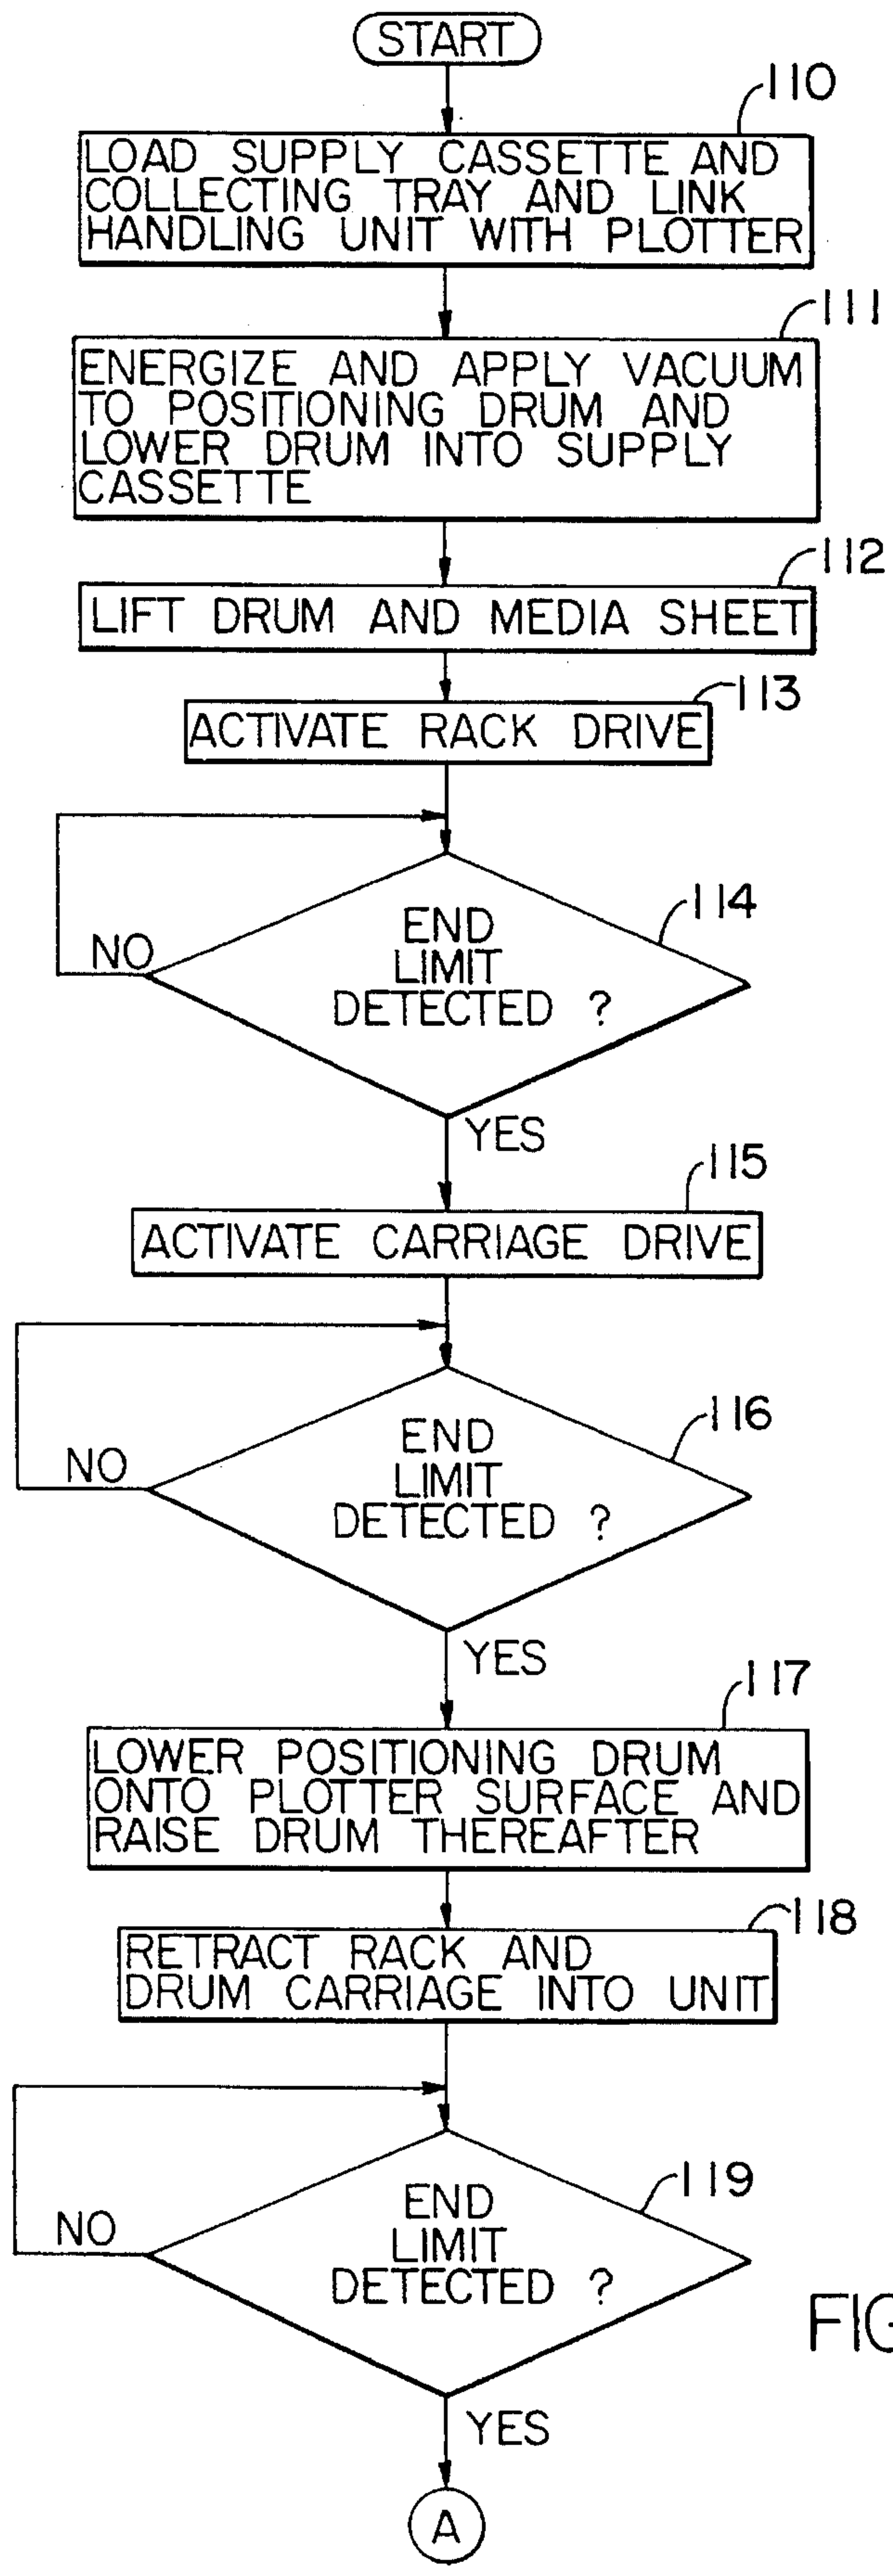 START
110
LOAD SUPPLY CASSETTE AND
COLLECTING TRAY AND LINK
HANDLING UNIT WITH PLOTTER
111
ENERGIZE AND APPLY VACUUM
TO POSITIONING DRUM AND
LOWER DRUM INTO SUPPLY
CASSETTE
112
LIFT DRUM AND MEDIA SHEET
113
ACTIVATE RACK DRIVE
114
END
LIMIT
DETECTED ?
NO
YES
115
ACTIVATE CARRIAGE DRIVE
116
END
LIMIT
DETECTED ?
NO
YES
117
LOWER POSITIONING DRUM
ONTO PLOTTER SURFACE AND
RAISE DRUM THEREAFTER
118
RETRACT RACK AND
DRUM CARRIAGE INTO UNIT
119
END
LIMIT
DETECTED ?
NO
YES
FIG
A